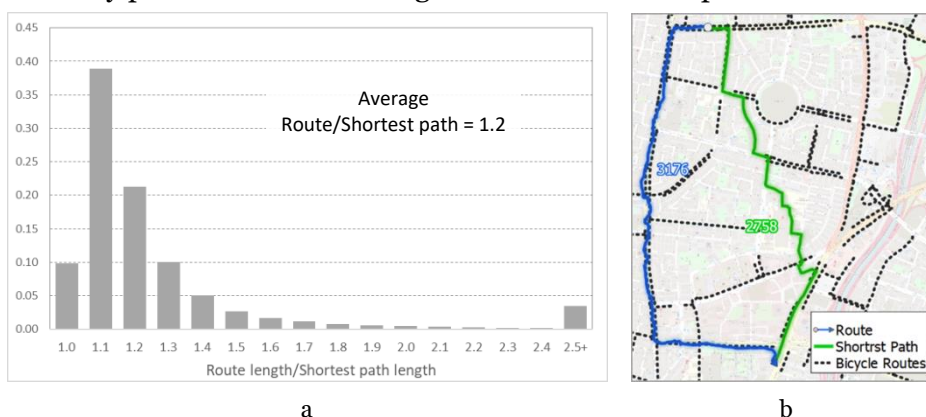 0.45
0.40
0.35
0.30
0.25
0.20
0.15
0.10
0.05
0.00
Average
Route/Shortest path = 1.2
1.0 1.1 1.2 1.3 1.4 1.5 1.6 1.7 1.8 1.9 2.0 2.1 2.2 2.3 2.4 2.5+
Route length/Shortest path length
a
3176
2758
Route
Shortrst Path
Bicycle Routes
b